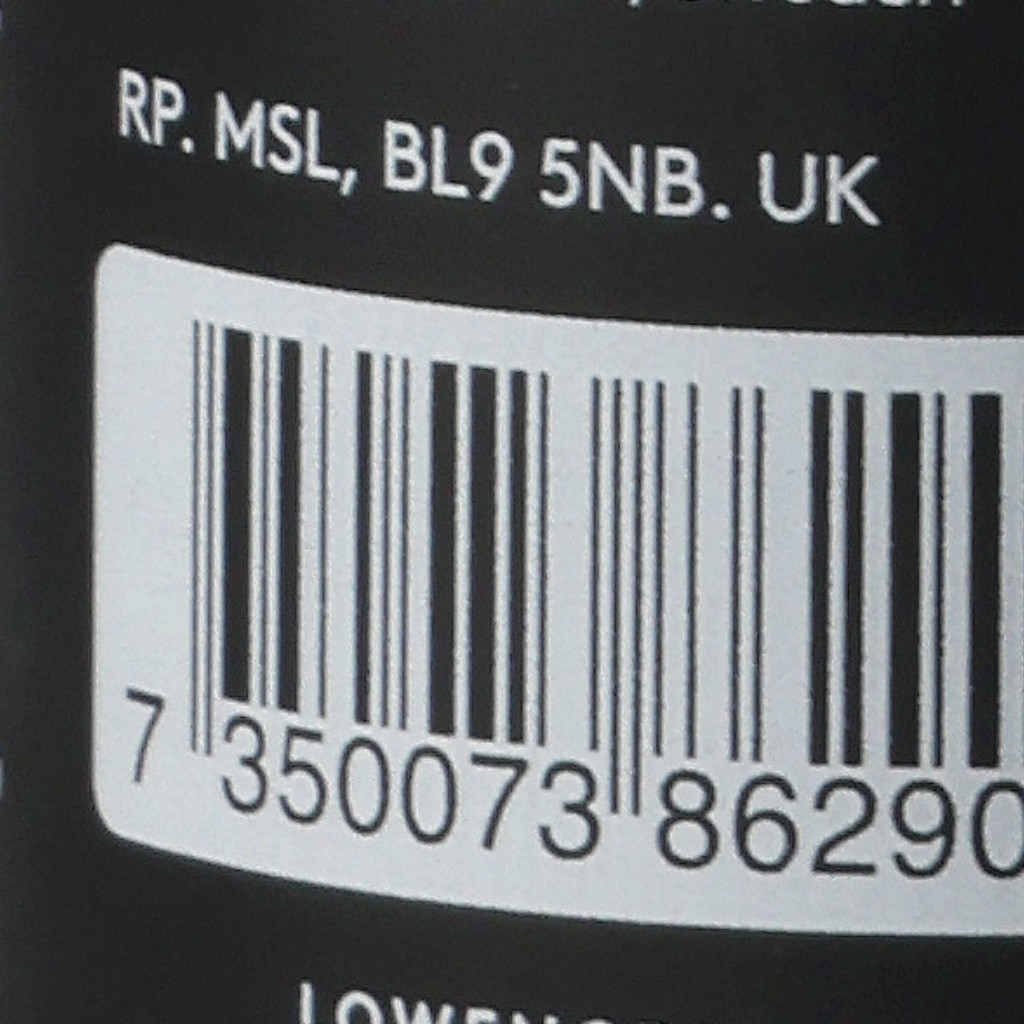 RP. MSL, BL9 5NB. UK
7 350073 86290